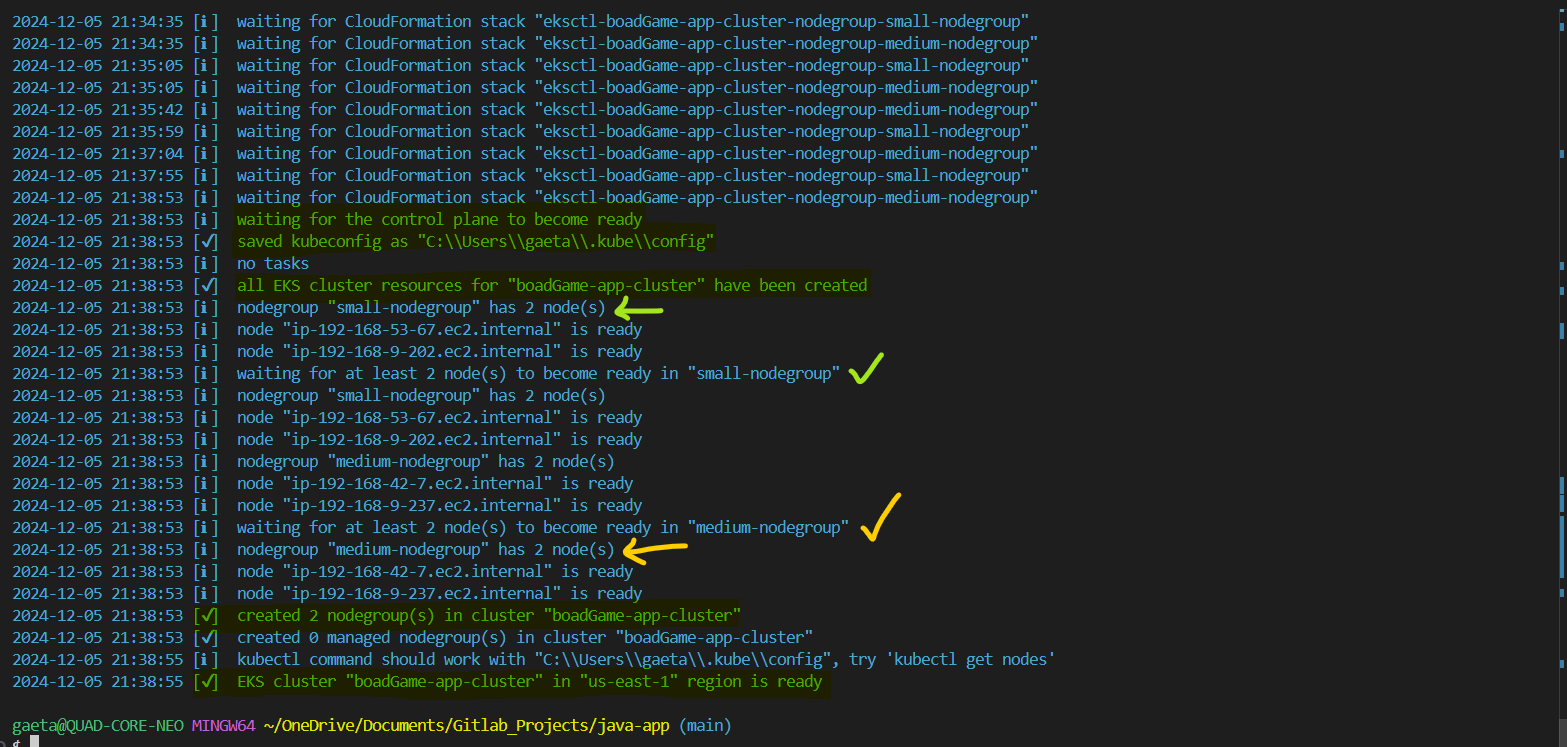 2024-12-05 21:34:35 [ℹ]  waiting for CloudFormation stack "eksctl-boadGame-app-cluster-nodegroup-small-nodegroup"
2024-12-05 21:34:35 [ℹ]  waiting for CloudFormation stack "eksctl-boadGame-app-cluster-nodegroup-medium-nodegroup"
2024-12-05 21:35:05 [ℹ]  waiting for CloudFormation stack "eksctl-boadGame-app-cluster-nodegroup-small-nodegroup"
2024-12-05 21:35:05 [ℹ]  waiting for CloudFormation stack "eksctl-boadGame-app-cluster-nodegroup-medium-nodegroup"
2024-12-05 21:35:42 [ℹ]  waiting for CloudFormation stack "eksctl-boadGame-app-cluster-nodegroup-medium-nodegroup"
2024-12-05 21:35:59 [ℹ]  waiting for CloudFormation stack "eksctl-boadGame-app-cluster-nodegroup-small-nodegroup"
2024-12-05 21:37:04 [ℹ]  waiting for CloudFormation stack "eksctl-boadGame-app-cluster-nodegroup-medium-nodegroup"
2024-12-05 21:37:55 [ℹ]  waiting for CloudFormation stack "eksctl-boadGame-app-cluster-nodegroup-small-nodegroup"
2024-12-05 21:38:53 [ℹ]  waiting for CloudFormation stack "eksctl-boadGame-app-cluster-nodegroup-medium-nodegroup"
2024-12-05 21:38:53 [ℹ]  waiting for the control plane to become ready
2024-12-05 21:38:53 [✓]  saved kubeconfig as "C:\\Users\\gaeta\\.kube\\config"
2024-12-05 21:38:53 [ℹ]  no tasks
2024-12-05 21:38:53 [✓]  all EKS cluster resources for "boadGame-app-cluster" have been created
2024-12-05 21:38:53 [ℹ]  nodegroup "small-nodegroup" has 2 node(s)
2024-12-05 21:38:53 [ℹ]  node "ip-192-168-53-67.ec2.internal" is ready
2024-12-05 21:38:53 [ℹ]  node "ip-192-168-9-202.ec2.internal" is ready
2024-12-05 21:38:53 [ℹ]  waiting for at least 2 node(s) to become ready in "small-nodegroup"
2024-12-05 21:38:53 [ℹ]  nodegroup "small-nodegroup" has 2 node(s)
2024-12-05 21:38:53 [ℹ]  node "ip-192-168-53-67.ec2.internal" is ready
2024-12-05 21:38:53 [ℹ]  node "ip-192-168-9-202.ec2.internal" is ready
2024-12-05 21:38:53 [ℹ]  nodegroup "medium-nodegroup" has 2 node(s)
2024-12-05 21:38:53 [ℹ]  node "ip-192-168-42-7.ec2.internal" is ready
2024-12-05 21:38:53 [ℹ]  node "ip-192-168-9-237.ec2.internal" is ready
2024-12-05 21:38:53 [ℹ]  waiting for at least 2 node(s) to become ready in "medium-nodegroup"
2024-12-05 21:38:53 [ℹ]  nodegroup "medium-nodegroup" has 2 node(s)
2024-12-05 21:38:53 [ℹ]  node "ip-192-168-42-7.ec2.internal" is ready
2024-12-05 21:38:53 [ℹ]  node "ip-192-168-9-237.ec2.internal" is ready
2024-12-05 21:38:53 [✓]  created 2 nodegroup(s) in cluster "boadGame-app-cluster"
2024-12-05 21:38:53 [✓]  created 0 managed nodegroup(s) in cluster "boadGame-app-cluster"
2024-12-05 21:38:55 [ℹ]  kubectl command should work with "C:\\Users\\gaeta\\.kube\\config", try 'kubectl get nodes'
2024-12-05 21:38:55 [✓]  EKS cluster "boadGame-app-cluster" in "us-east-1" region is ready
gaeta@QUAD-CORE-NEO MINGW64 ~/OneDrive/Documents/Gitlab_Projects/java-app (main)